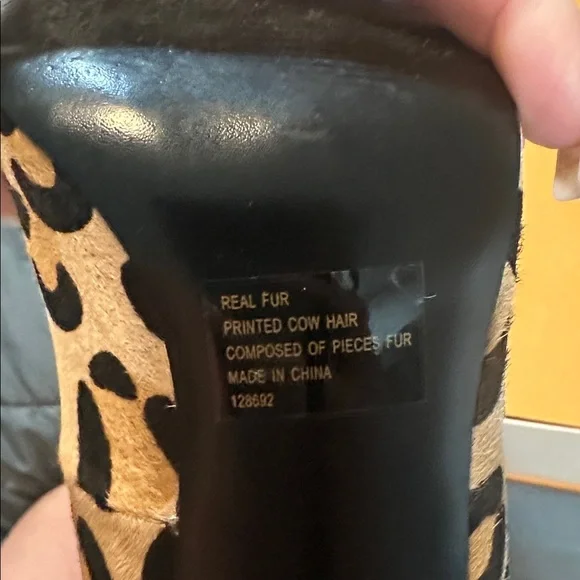 REAL FUR
PRINTED COW HAIR
COMPOSED OF PIECES FUR
MADE IN CHINA
128692